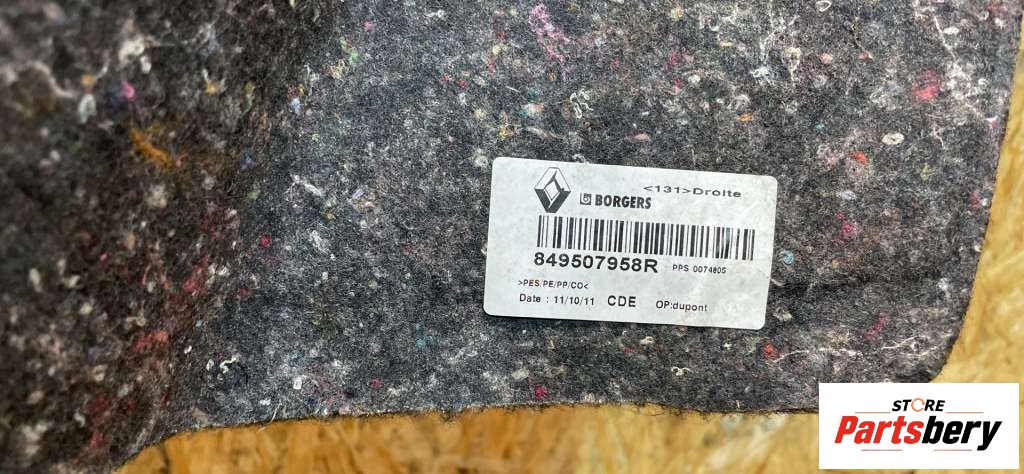 <131>Droite
BORGERS
849507958R PPS 0074805
>PES/PE/PP/CO<
Date : 11/10/11 CDE OP:dupont
STORE
Partsbery